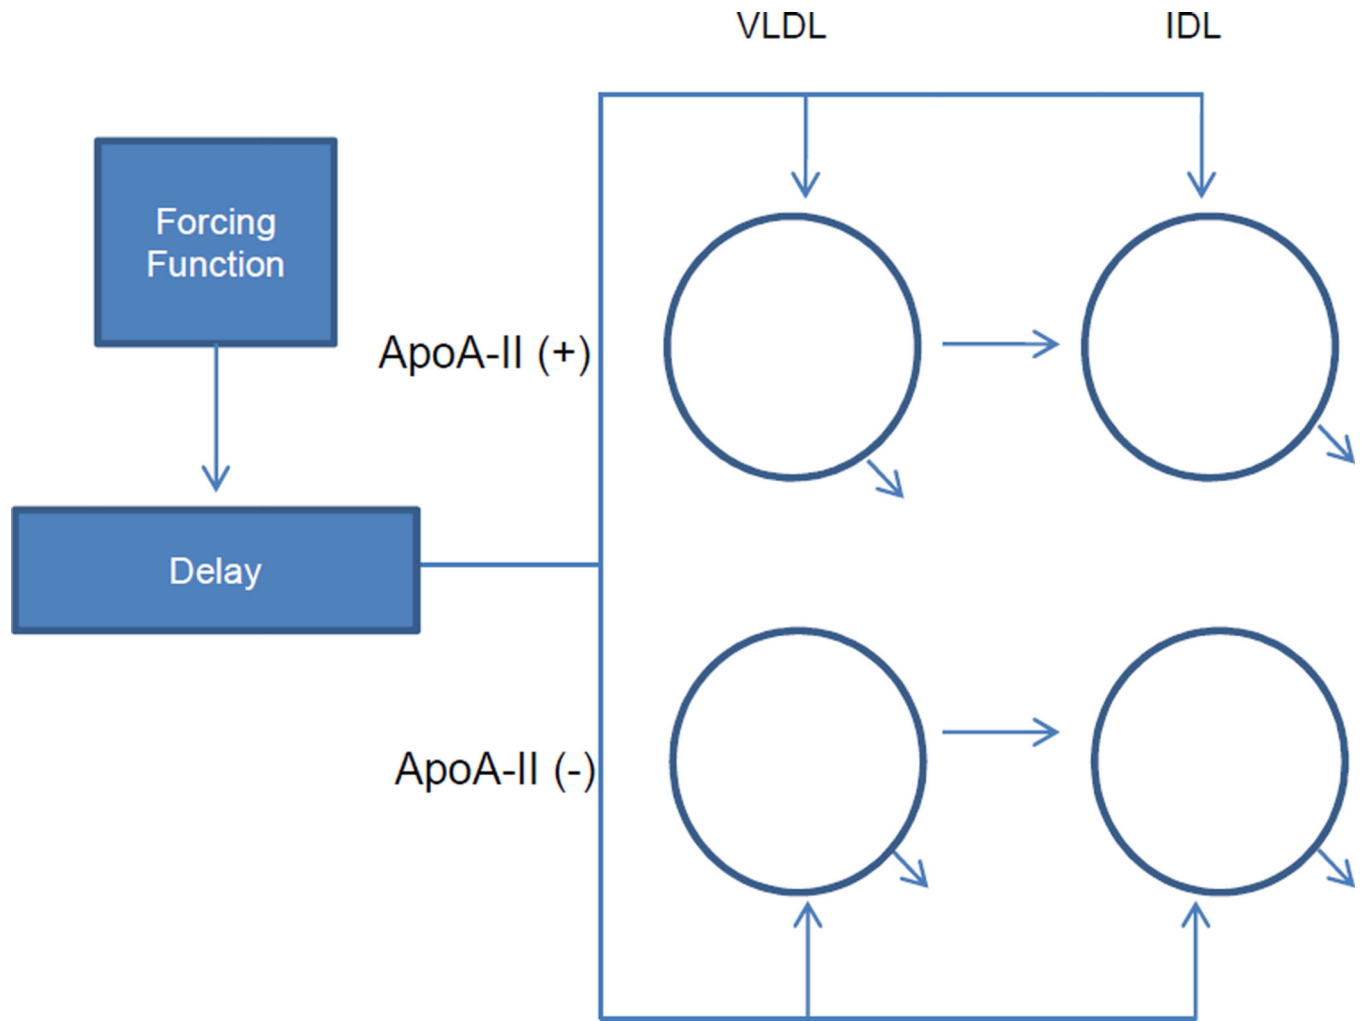 VLDL
IDL
Forcing
Function
ApoA-II (+)
Delay
ApoA-II (-)